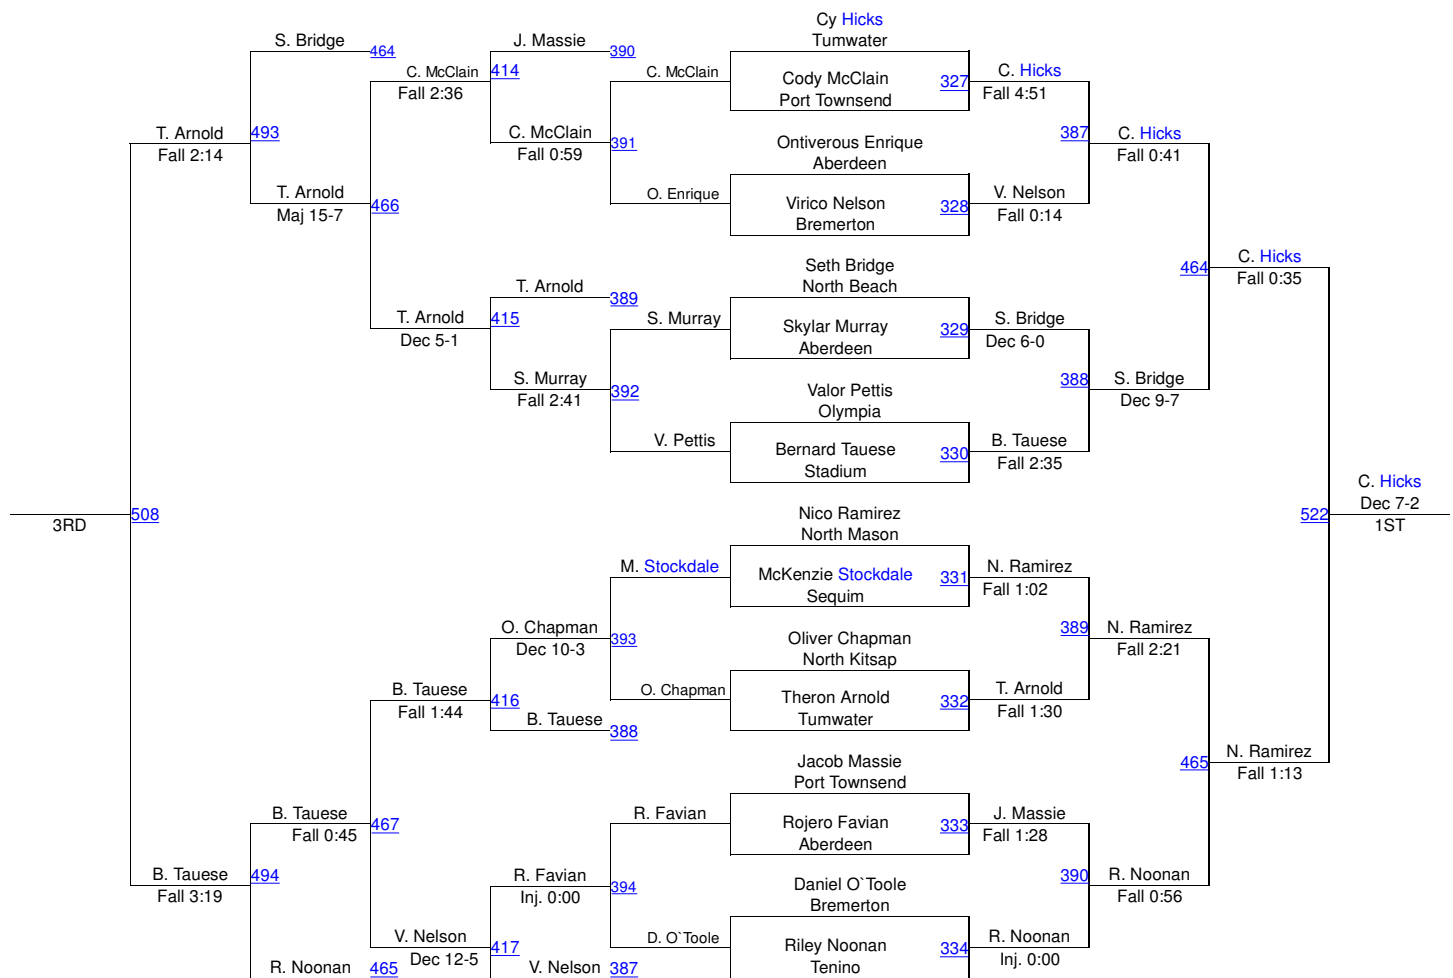 Cy Hicks
S. Bridge
464
J. Massie
390
Tumwater
C. McClain
414
C. McClain
Cody McClain
327
C. Hicks
Fall 2:36
Port Townsend
Fall 4:51
T. Arnold
493
C. McClain
391
Ontiverous Enrique
387
C. Hicks
Fall 2:14
Fall 0:59
Aberdeen
Fall 0:41
T. Arnold
466
O. Enrique
Virico Nelson
328
V. Nelson
Maj 15-7
Bremerton
Fall 0:14
Seth Bridge
464
C. Hicks
T. Arnold
389
North Beach
Fall 0:35
T. Arnold
415
S. Murray
Skylar Murray
329
S. Bridge
Dec 5-1
Aberdeen
Dec 6-0
S. Murray
392
Valor Pettis
388
S. Bridge
Fall 2:41
Olympia
Dec 9-7
V. Pettis
Bernard Tauese
330
B. Tauese
Stadium
Fall 2:35
C. Hicks
Dec 7-2
508
Nico Ramirez
522
3RD
North Mason
1ST
M. Stockdale
McKenzie Stockdale
331
N. Ramirez
Sequim
Fall 1:02
O. Chapman
393
Oliver Chapman
389
N. Ramirez
Dec 10-3
North Kitsap
Fall 2:21
B. Tauese
416
O. Chapman
Theron Arnold
332
T. Arnold
Fall 1:44
Tumwater
Fall 1:30
B. Tauese
388
Jacob Massie
465
N. Ramirez
Port Townsend
Fall 1:13
B. Tauese
467
R. Favian
Rojero Favian
333
J. Massie
Fall 0:45
Aberdeen
Fall 1:28
B. Tauese
494
R. Favian
394
Daniel O`Toole
390
R. Noonan
Fall 3:19
Inj. 0:00
Bremerton
Fall 0:56
V. Nelson
417
D. O`Toole
Riley Noonan
334
R. Noonan
Dec 12-5
Tenino
Inj. 0:00
R. Noonan
465
V. Nelson
387